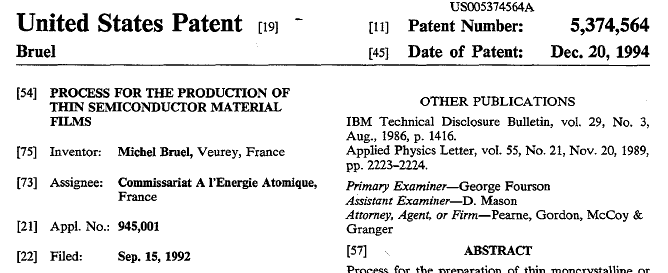 US005374564A
United States Patent [19]
[11] Patent Number: 5,374,564
Bruel
[45] Date of Patent: Dec. 20, 1994
[54] PROCESS FOR THE PRODUCTION OF
THIN SEMICONDUCTOR MATERIAL
FILMS
[75] Inventor: Michel Bruel, Veurey, France
[73] Assignee: Commissariat A l'Energie Atomique,
France
[21] Appl. No.: 945,001
[22] Filed: Sep. 15, 1992
OTHER PUBLICATIONS
IBM Technical Disclosure Bulletin, vol. 29, No. 3,
Aug., 1986, p. 1416.
Applied Physics Letter, vol. 55, No. 21, Nov. 20, 1989,
pp. 2223-2224.
Primary Examiner—George Fourson
Assistant Examiner—D. Mason
Attorney, Agent, or Firm—Pearne, Gordon, McCoy &
Granger
[57] ABSTRACT
Process for the preparation of thin monocrystalline or